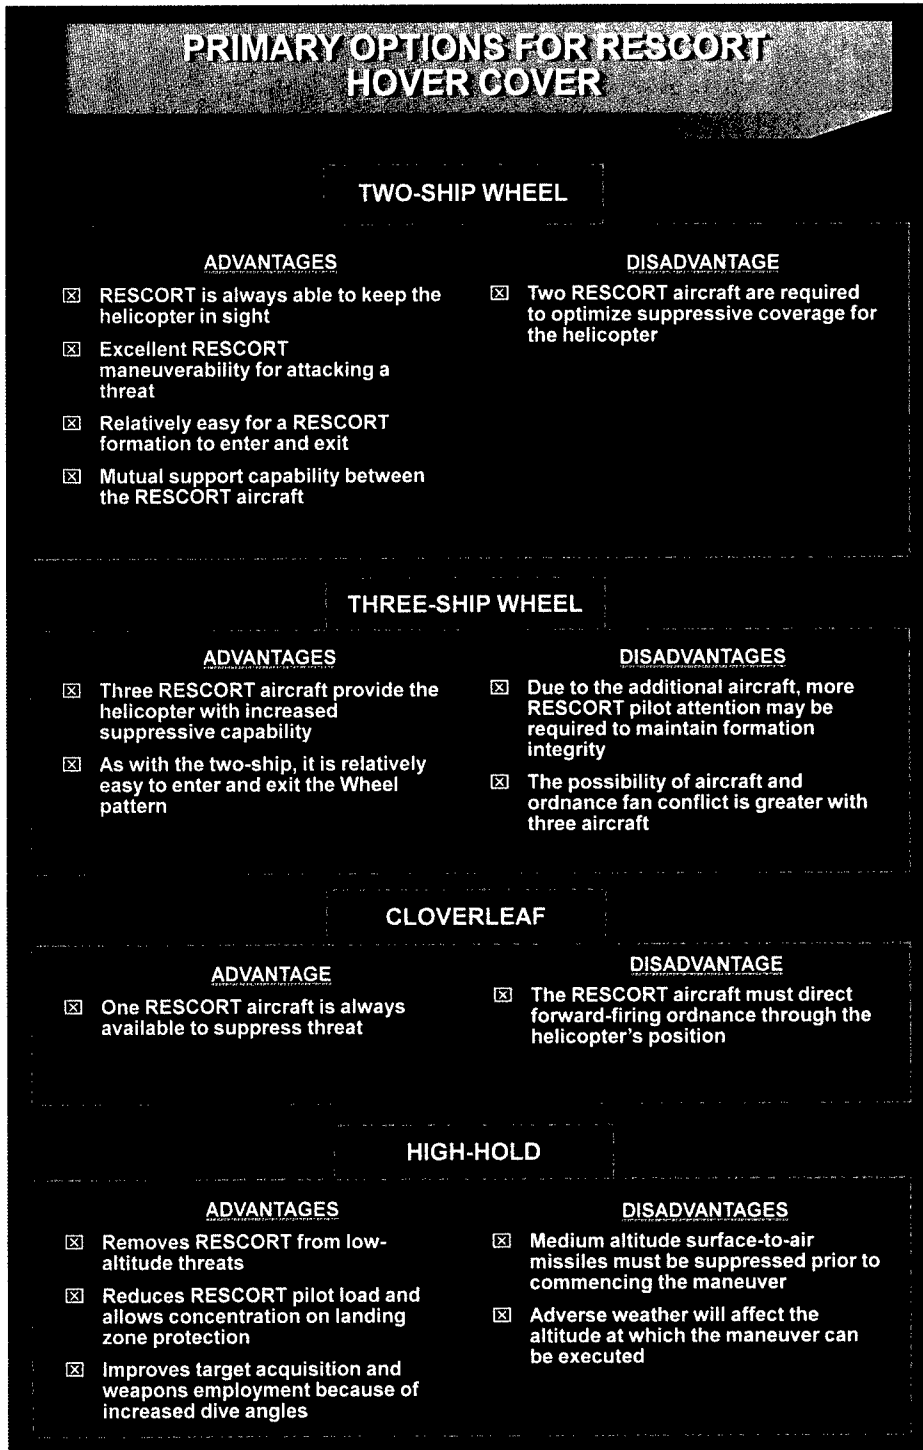 PRIMARY OPTIONS FOR RESCORT
HOVER COVER
TWO-SHIP WHEEL
ADVANTAGES
RESCORT is always able to keep the
helicopter in sight
Excellent RESCORT
maneuverability for attacking a
threat
Relatively easy for a RESCORT
formation to enter and exit
Mutual support capability between
the RESCORT aircraft
DISADVANTAGE
Two RESCORT aircraft are required
to optimize suppressive coverage for
the helicopter
THREE-SHIP WHEEL
ADVANTAGES
Three RESCORT aircraft provide the
helicopter with increased
suppressive capability
As with the two-ship, it is relatively
easy to enter and exit the Wheel
pattern
DISADVANTAGES
Due to the additional aircraft, more
RESCORT pilot attention may be
required to maintain formation
integrity
The possibility of aircraft and
ordnance fan conflict is greater with
three aircraft
CLOVERLEAF
ADVANTAGE
One RESCORT aircraft is always
available to suppress threat
DISADVANTAGE
The RESCORT aircraft must direct
forward-firing ordnance through the
helicopter's position
HIGH-HOLD
ADVANTAGES
Removes RESCORT from low-
altitude threats
Reduces RESCORT pilot load and
allows concentration on landing
zone protection
Improves target acquisition and
weapons employment because of
increased dive angles
DISADVANTAGES
Medium altitude surface-to-air
missiles must be suppressed prior to
commencing the maneuver
Adverse weather will affect the
altitude at which the maneuver can
be executed